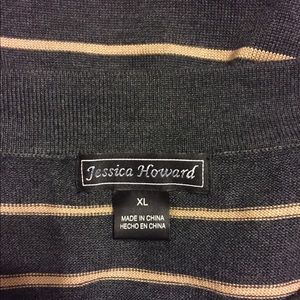 Jessica Howard
XL
MADE IN CHINA
HECHO EN CHINA